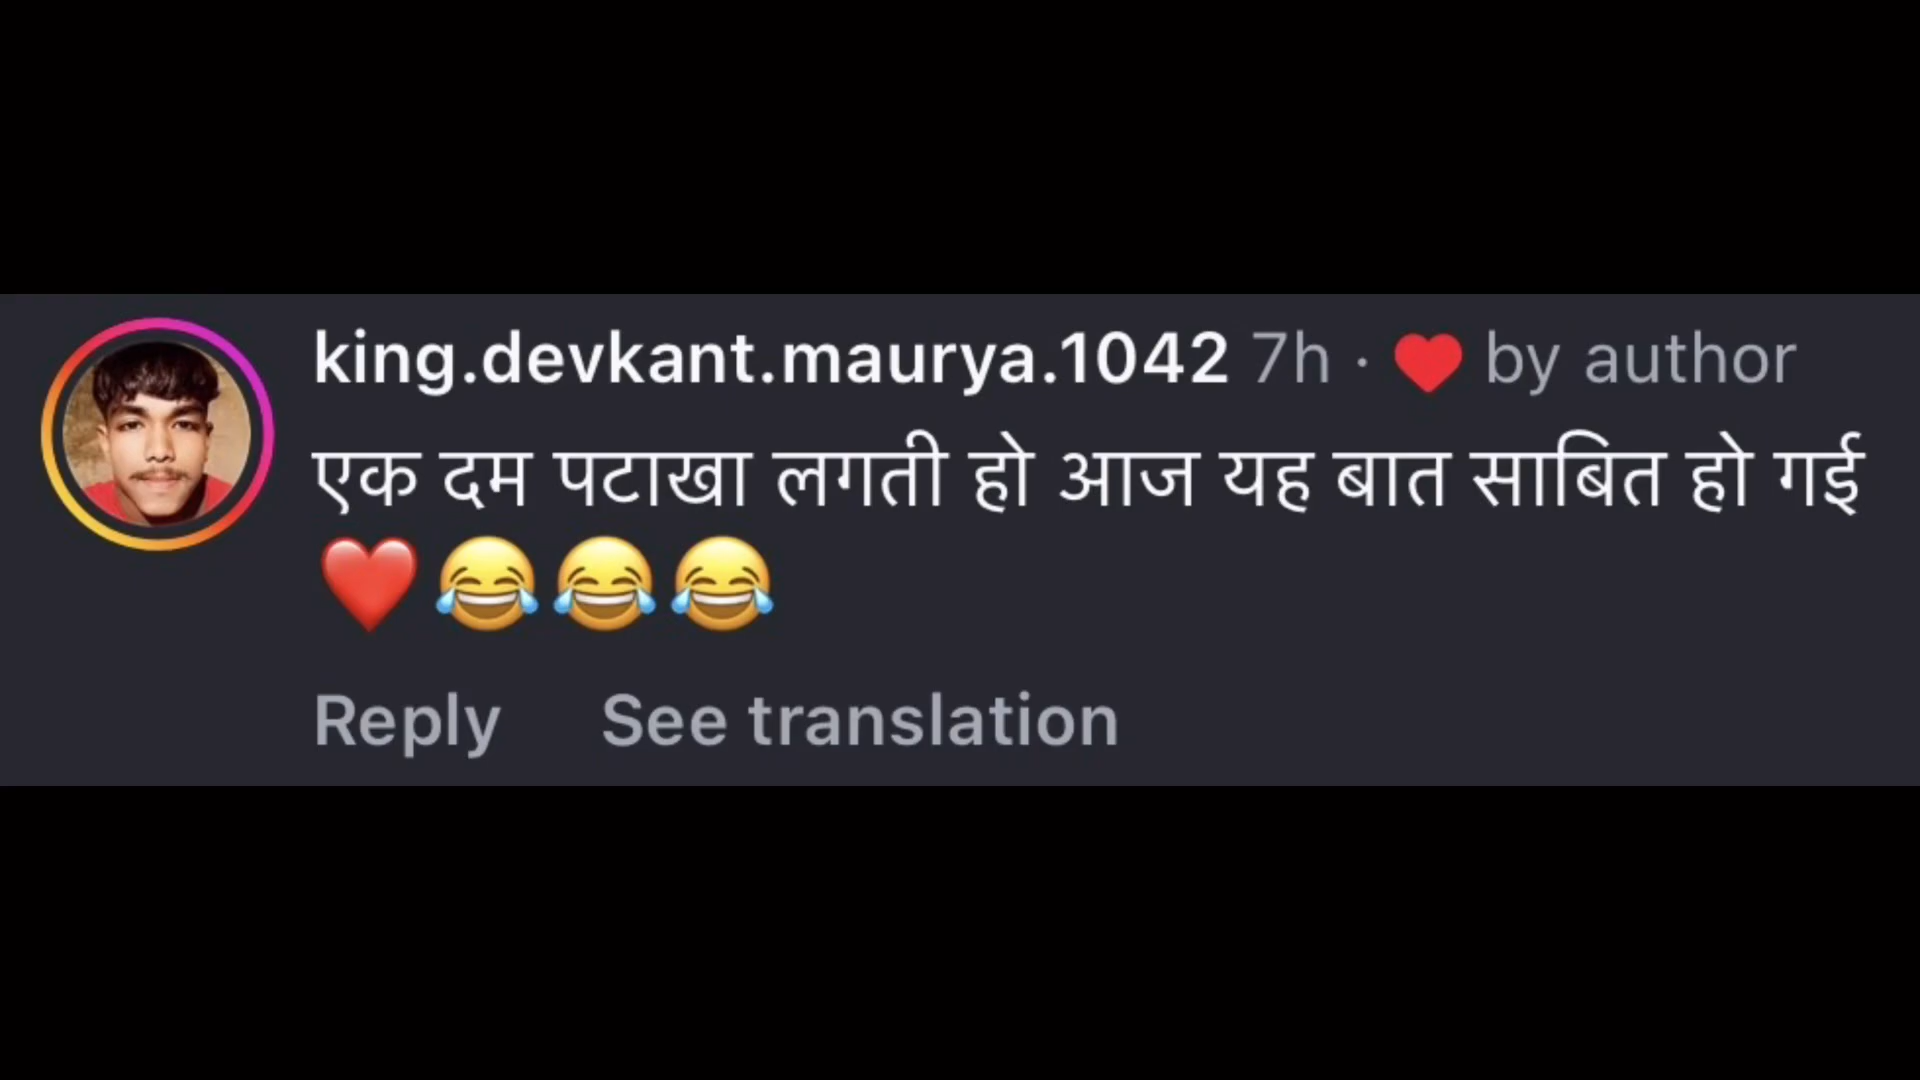 king.devkant.maurya.1042 7h · ❤️ by author
एक दम पटाखा लगती हो आज यह बात साबित हो गई
❤️😂😂😂
Reply See translation